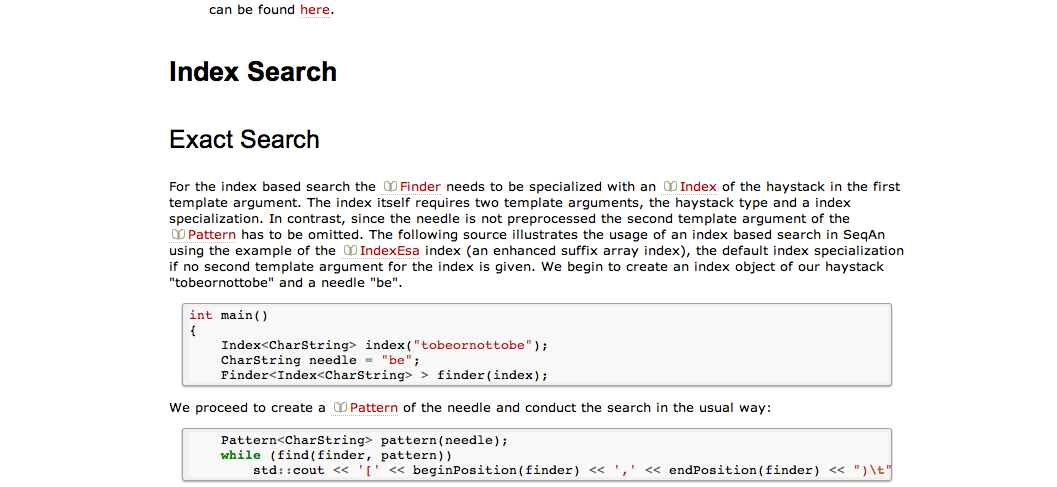 can be found here.
Index Search
Exact Search
For the index based search the Finder needs to be specialized with an Index of the haystack in the first
template argument. The index itself requires two template arguments, the haystack type and a index
specialization. In contrast, since the needle is not preprocessed the second template argument of the
Pattern has to be omitted. The following source illustrates the usage of an index based search in SeqAn
using the example of the IndexEsa index (an enhanced suffix array index), the default index specialization
if no second template argument for the index is given. We begin to create an index object of our haystack
"tobeornottobe" and a needle "be".
int main()
{
    Index<CharString> index("tobeornottobe");
    CharString needle = "be";
    Finder<Index<CharString> > finder(index);
We proceed to create a Pattern of the needle and conduct the search in the usual way:
    Pattern<CharString> pattern(needle);
    while (find(finder, pattern))
        std::cout << '[' << beginPosition(finder) << ',' << endPosition(finder) << ")\t"